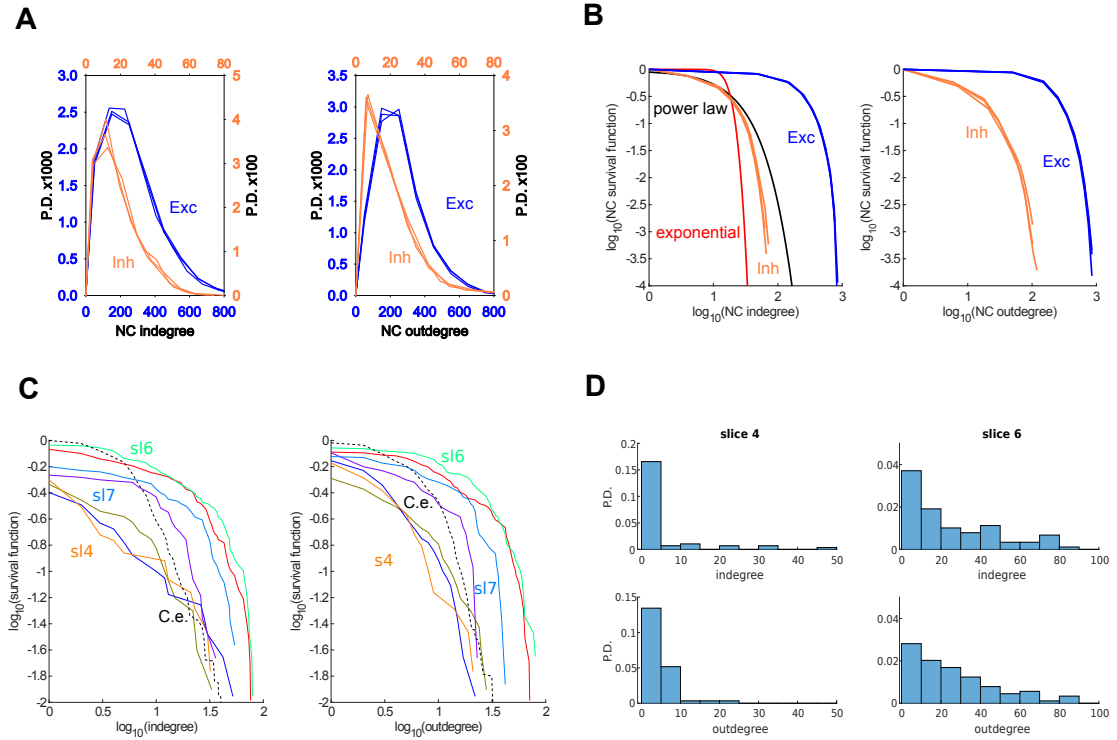 A
0 20 40 60 80
3.0 2.5 2.0 1.5 1.0 0.5 0.0
P.D. x1000
5 4 3 2 1 0
P.D. x100
Exc
Inh
0 200 400 600 800
NC indegree
0 20 40 60 80
3.5 3.0 2.5 2.0 1.5 1.0 0.5 0.0
P.D. x1000
4 3 2 1 0
P.D. x100
Exc
Inh
0 200 400 600 800
NC outdegree
B
-0 -0.5 -1 -1.5 -2 -2.5 -3 -3.5 -4
log10(NC survival function)
power law
Exc
exponential
Inh
0 1 2 3
log10(NC indegree)
-0 -0.5 -1 -1.5 -2 -2.5 -3 -3.5 -4
log10(NC survival function)
Inh
Exc
0 1 2 3
log10(NC outdegree)
C
-0 -0.2 -0.4 -0.6 -0.8 -1 -1.2 -1.4 -1.6 -1.8 -2
log10(survival function)
sl6
sl7
sl4
C.e.
0 0.5 1.0 1.5 2
log10(indegree)
-0 -0.2 -0.4 -0.6 -0.8 -1 -1.2 -1.4 -1.6 -1.8 -2
log10(survival function)
sl6
C.e.
s4
sl7
0 0.5 1.0 1.5 2
log10(outdegree)
D
slice 4
0.2 0.15 0.1 0.05 0
P.D.
0 10 20 30 40 50
indegree
slice 6
0.04 0.02 0
0 20 40 60 80 100
indegree
0.15 0.1 0.05 0
P.D.
0 10 20 30 40 50
outdegree
0.04 0.02 0
0 20 40 60 80 100
outdegree